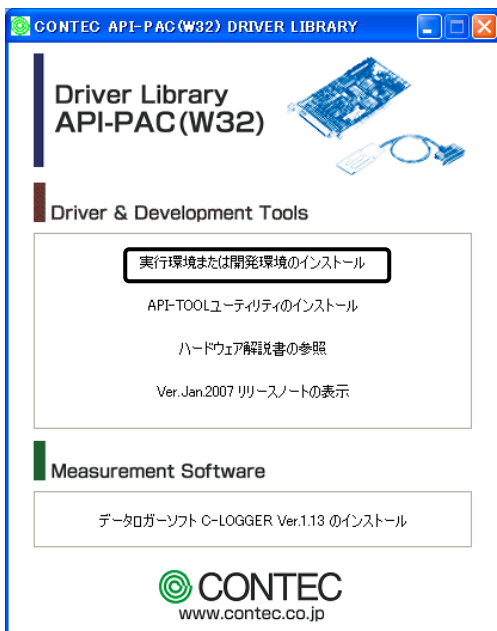 CONTEC API-PAC(W32) DRIVER LIBRARY
Driver Library
API-PAC(W32)
Driver & Development Tools
実行環境または開発環境のインストール
API-TOOLユーティリティのインストール
ハードウェア解説書の参照
Ver.Jan.2007 リリースノートの表示
Measurement Software
データロガーソフト C-LOGGER Ver.1.13 のインストール
CONTEC
www.contec.co.jp